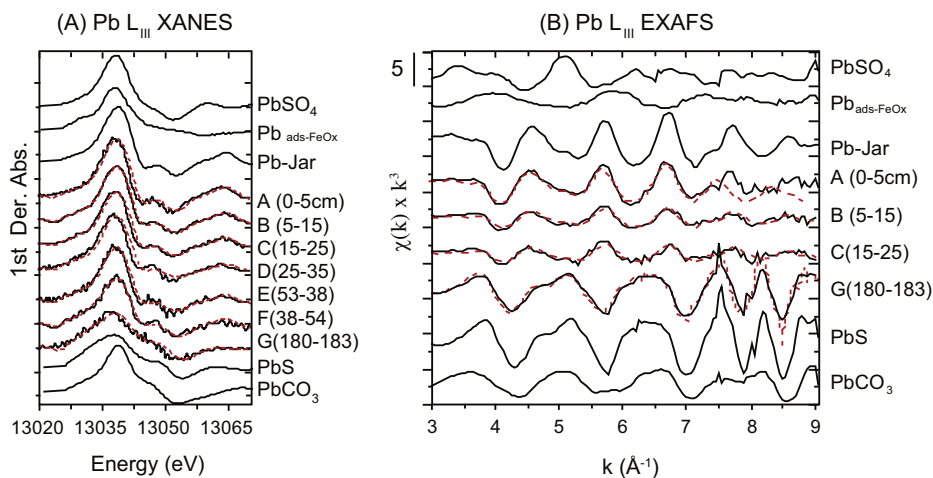 (A) Pb L_III XANES
1st Der. Abs.
PbSO4
Pb ads-FeOx
Pb-Jar
A (0-5cm)
B (5-15)
C(15-25)
D(25-35)
E(53-38)
F(38-54)
G(180-183)
PbS
PbCO3
13020 13035 13050 13065
Energy (eV)
(B) Pb L_III EXAFS
5
χ(k) x k³
PbSO4
Pb ads-FeOx
Pb-Jar
A (0-5cm)
B (5-15)
C(15-25)
G(180-183)
PbS
PbCO3
3 4 5 6 7 8 9
k (Å⁻¹)